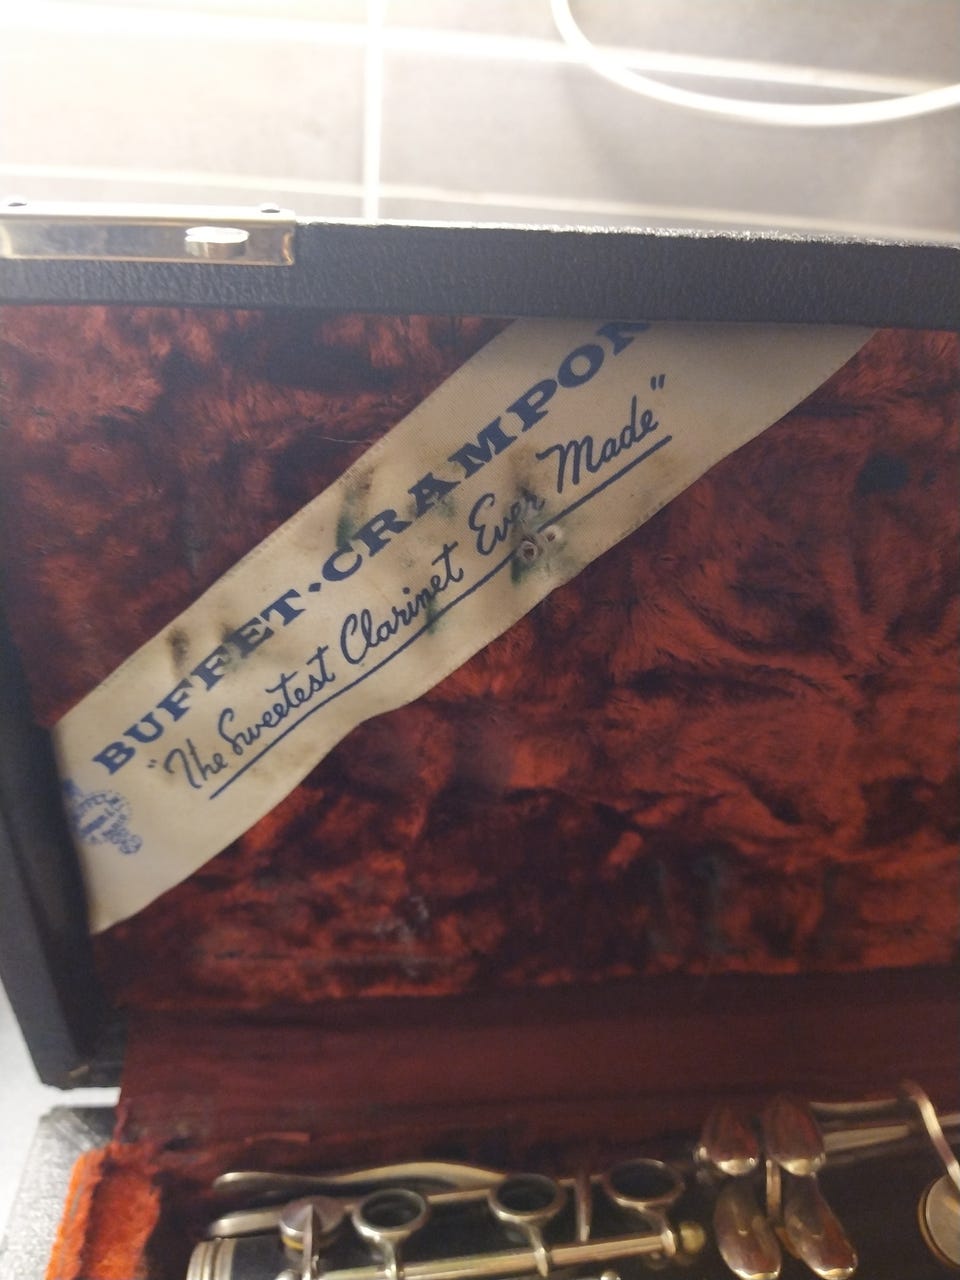 BUFFET·CRAMPON
"The Sweetest Clarinet Ever Made"